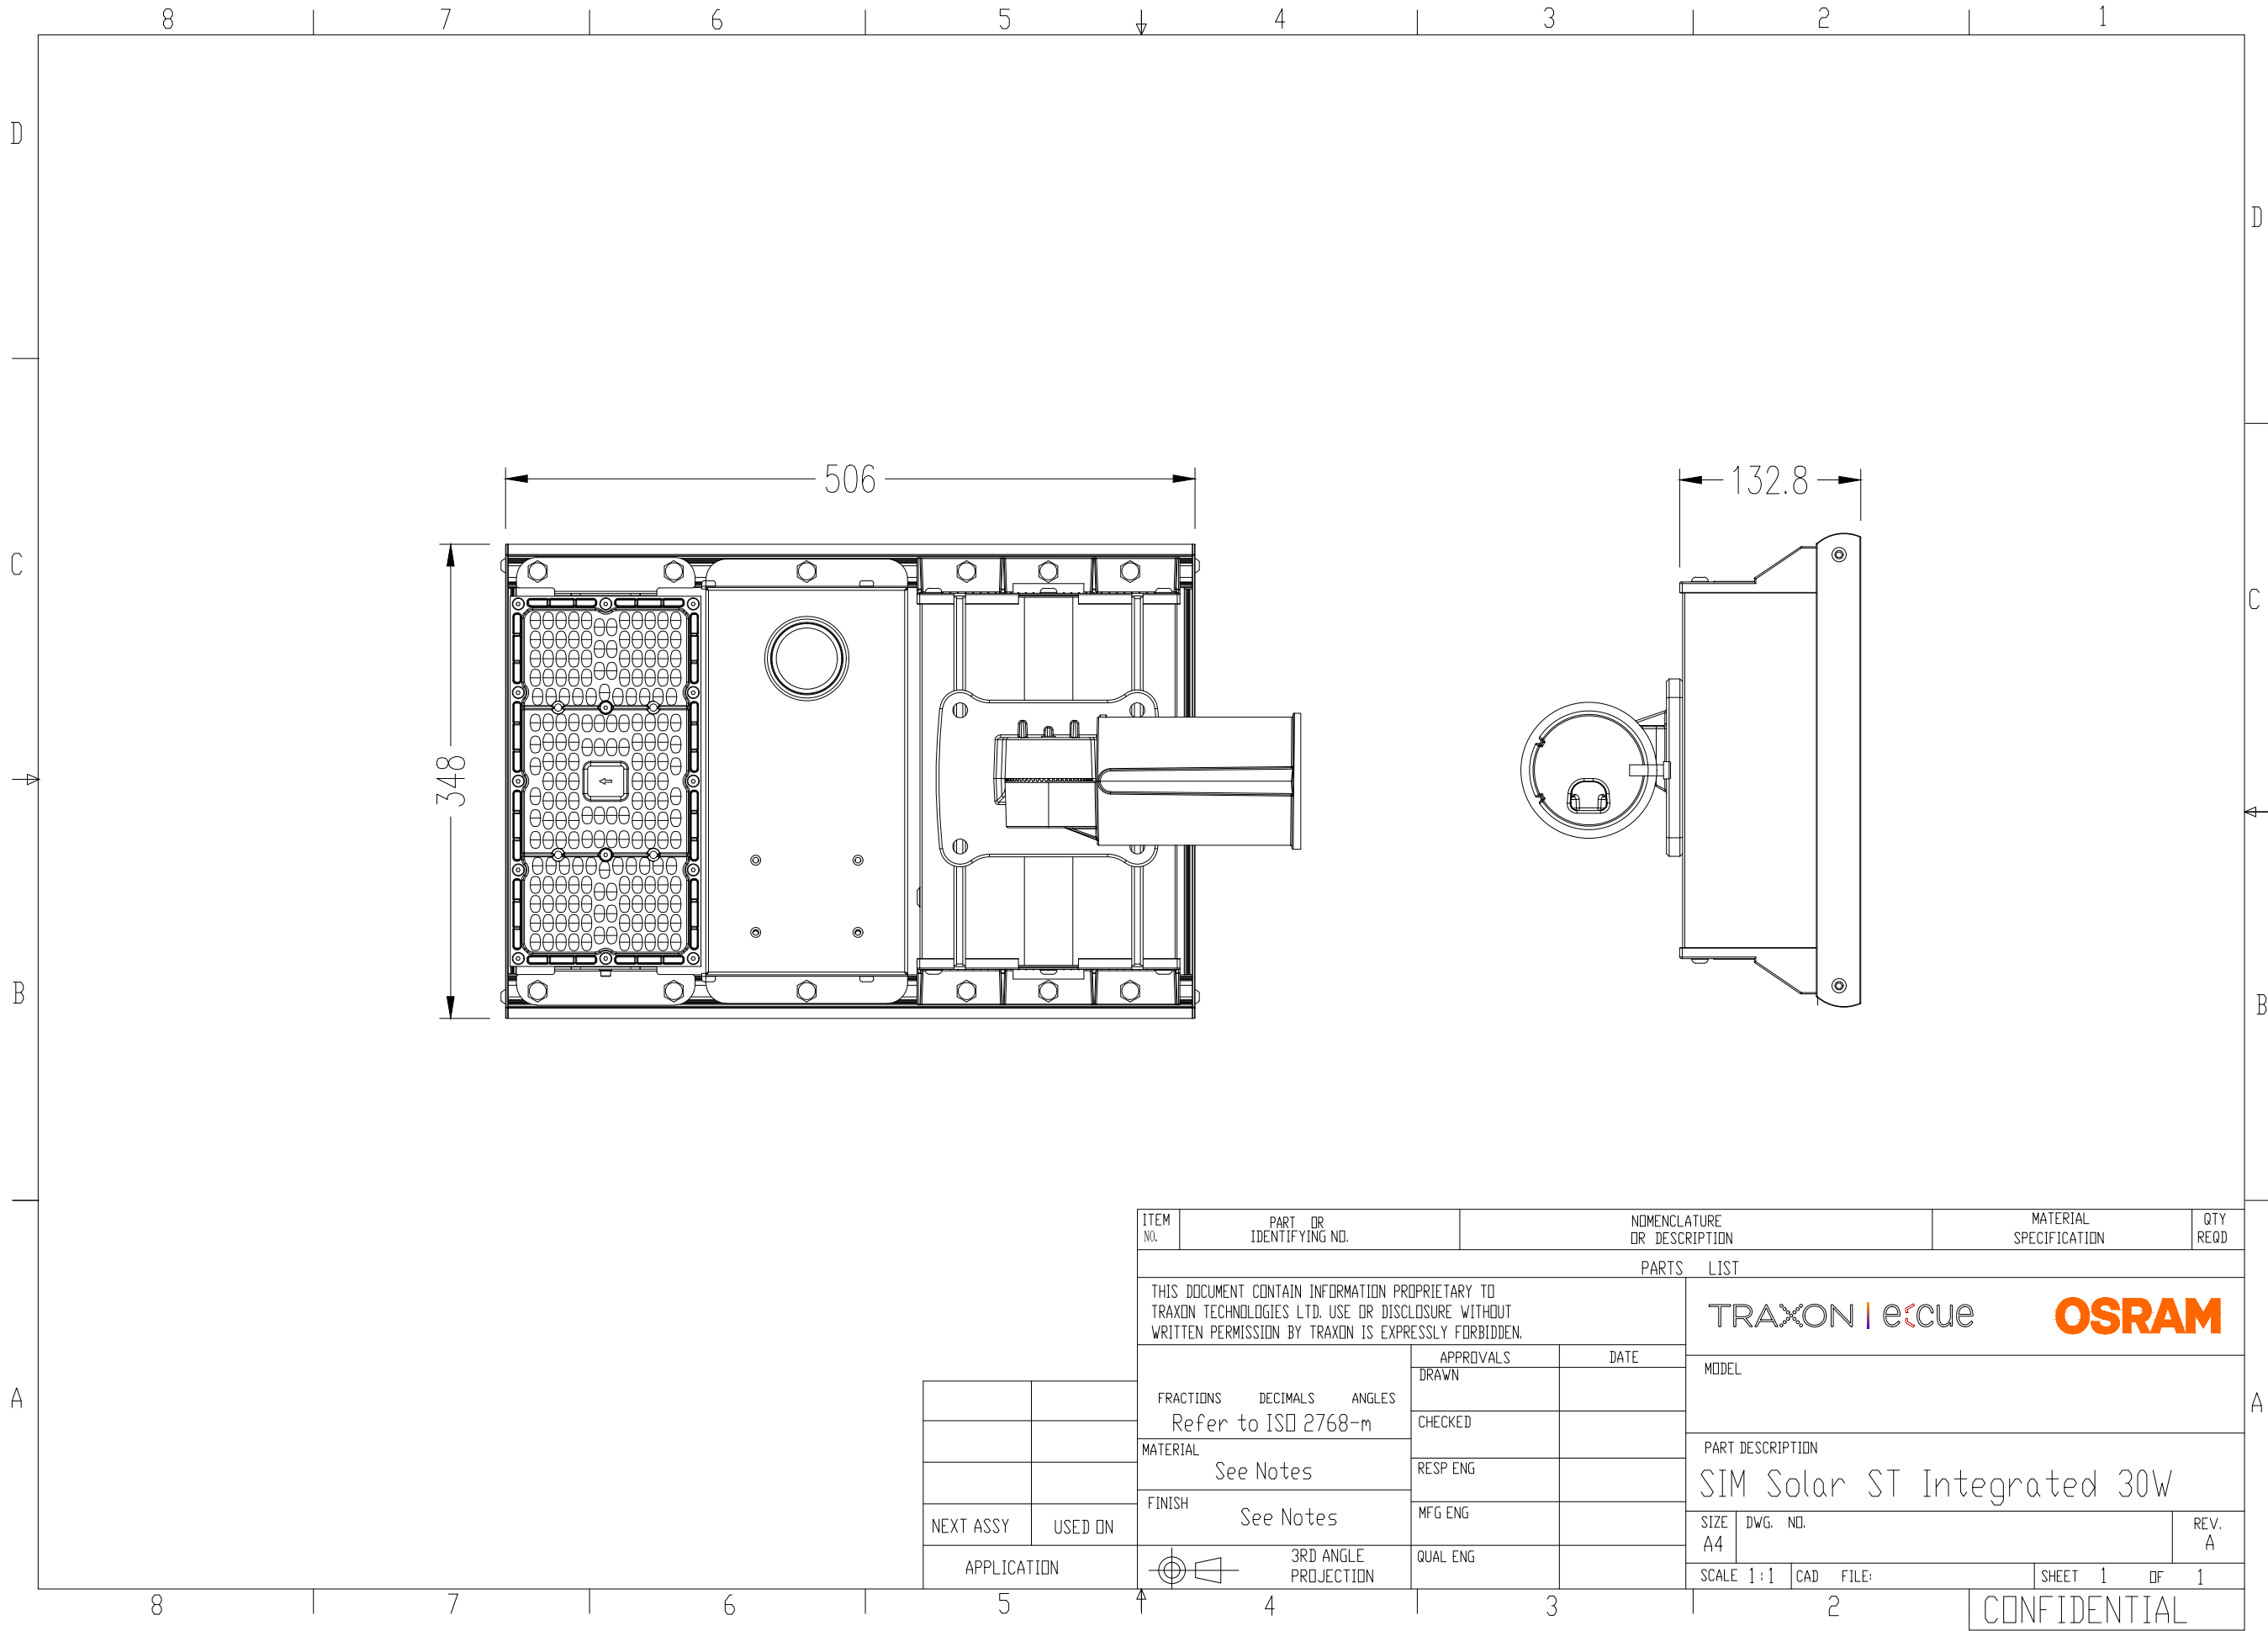 8 7 6 5 4 3 2 1
D D
506
132.8
C C
348
B B
ITEM NO.
PART OR IDENTIFYING NO.
NOMENCLATURE OR DESCRIPTION
MATERIAL SPECIFICATION
QTY REQD
PARTS LIST
THIS DOCUMENT CONTAIN INFORMATION PROPRIETARY TO
TRAXON TECHNOLOGIES LTD. USE OR DISCLOSURE WITHOUT
WRITTEN PERMISSION BY TRAXON IS EXPRESSLY FORBIDDEN.
TRAXON | e:cue OSRAM
APPROVALS DATE
MODEL
DRAWN
A A
FRACTIONS DECIMALS ANGLES
Refer to ISO 2768-m
CHECKED
MATERIAL
See Notes
PART DESCRIPTION
SIM Solar ST Integrated 30W
RESP ENG
FINISH
See Notes
MFG ENG
NEXT ASSY USED ON
SIZE
A4
DWG. NO.
REV.
A
APPLICATION
3RD ANGLE
PROJECTION
QUAL ENG
SCALE 1:1 CAD FILE: SHEET 1 OF 1
8 7 6 5 4 3 2
CONFIDENTIAL